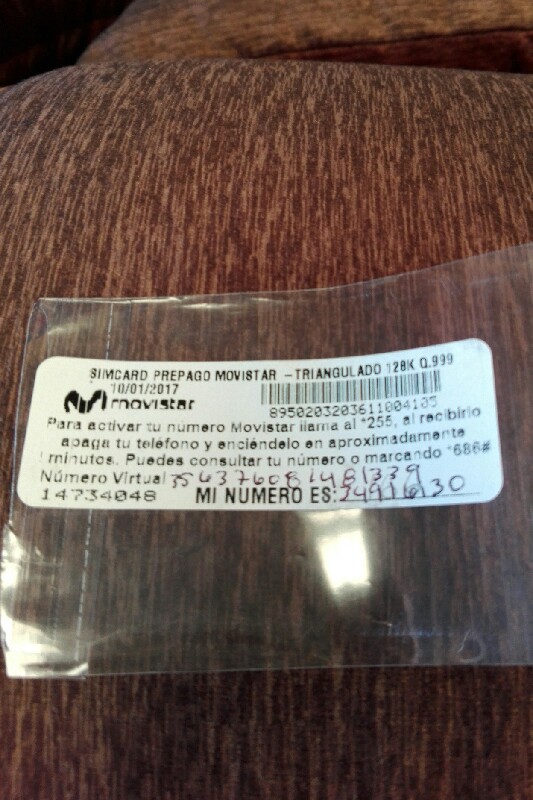 SIMCARD PREPAGO MOVISTAR -TRIANGULADO 128K Q.999
10/01/2017
movistar
8950203203611004105
Para activar tu número Movistar llama al *255, al recibirlo
apaga tu teléfono y enciéndelo en aproximadamente
minutos. Puedes consultar tu número o marcando *686#
Número Virtual 356376081481339
14734048 MI NUMERO ES: